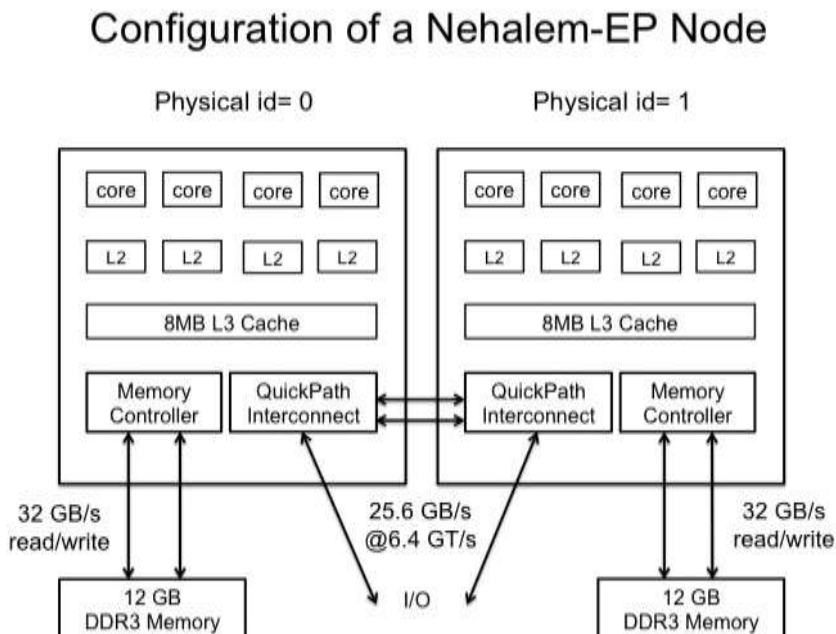 Configuration of a Nehalem-EP Node
Physical id= 0
Physical id= 1
core core core core
core core core core
L2 L2 L2 L2
L2 L2 L2 L2
8MB L3 Cache
8MB L3 Cache
Memory
Controller
QuickPath
Interconnect
QuickPath
Interconnect
Memory
Controller
32 GB/s
read/write
25.6 GB/s
@6.4 GT/s
32 GB/s
read/write
12 GB
DDR3 Memory
I/O
12 GB
DDR3 Memory